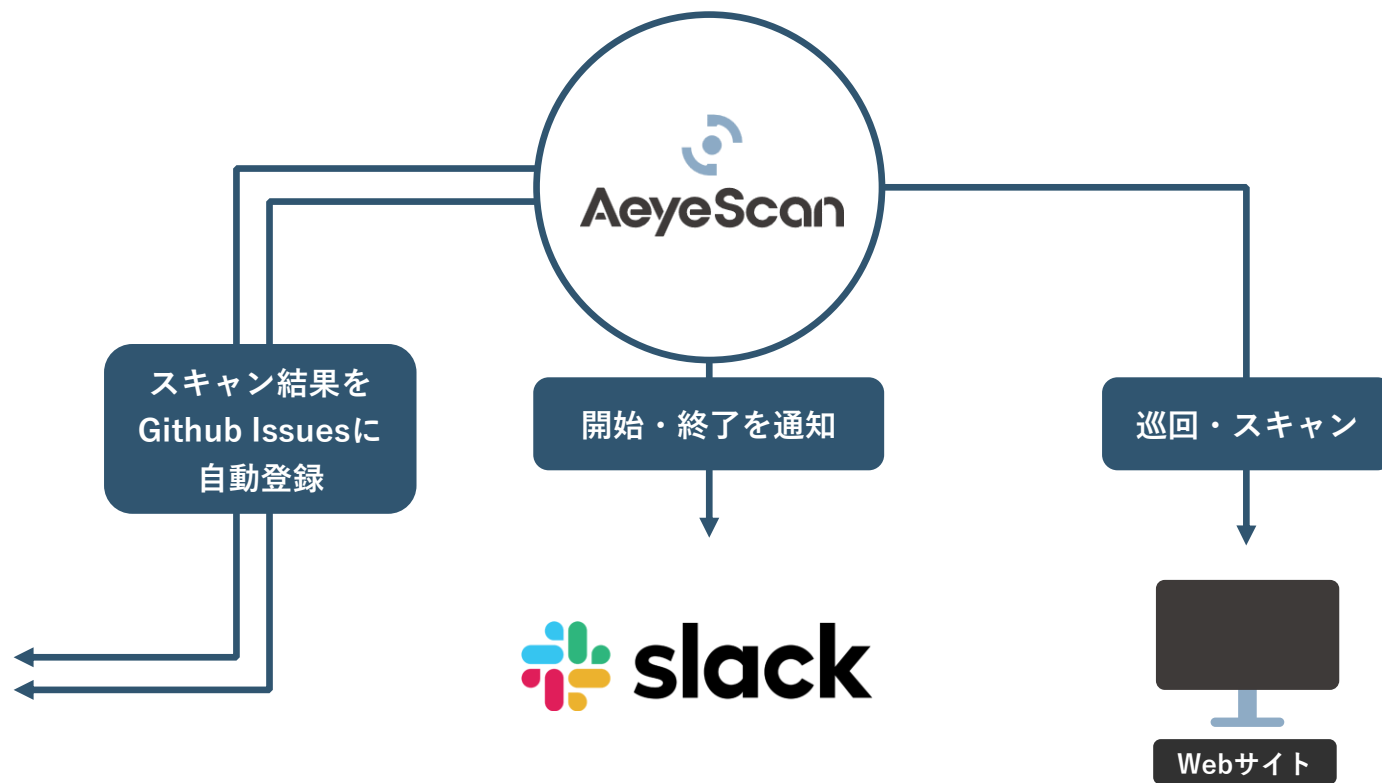 AeyeScan
スキャン結果を
Github Issuesに
自動登録
開始・終了を通知
巡回・スキャン
slack
Webサイト